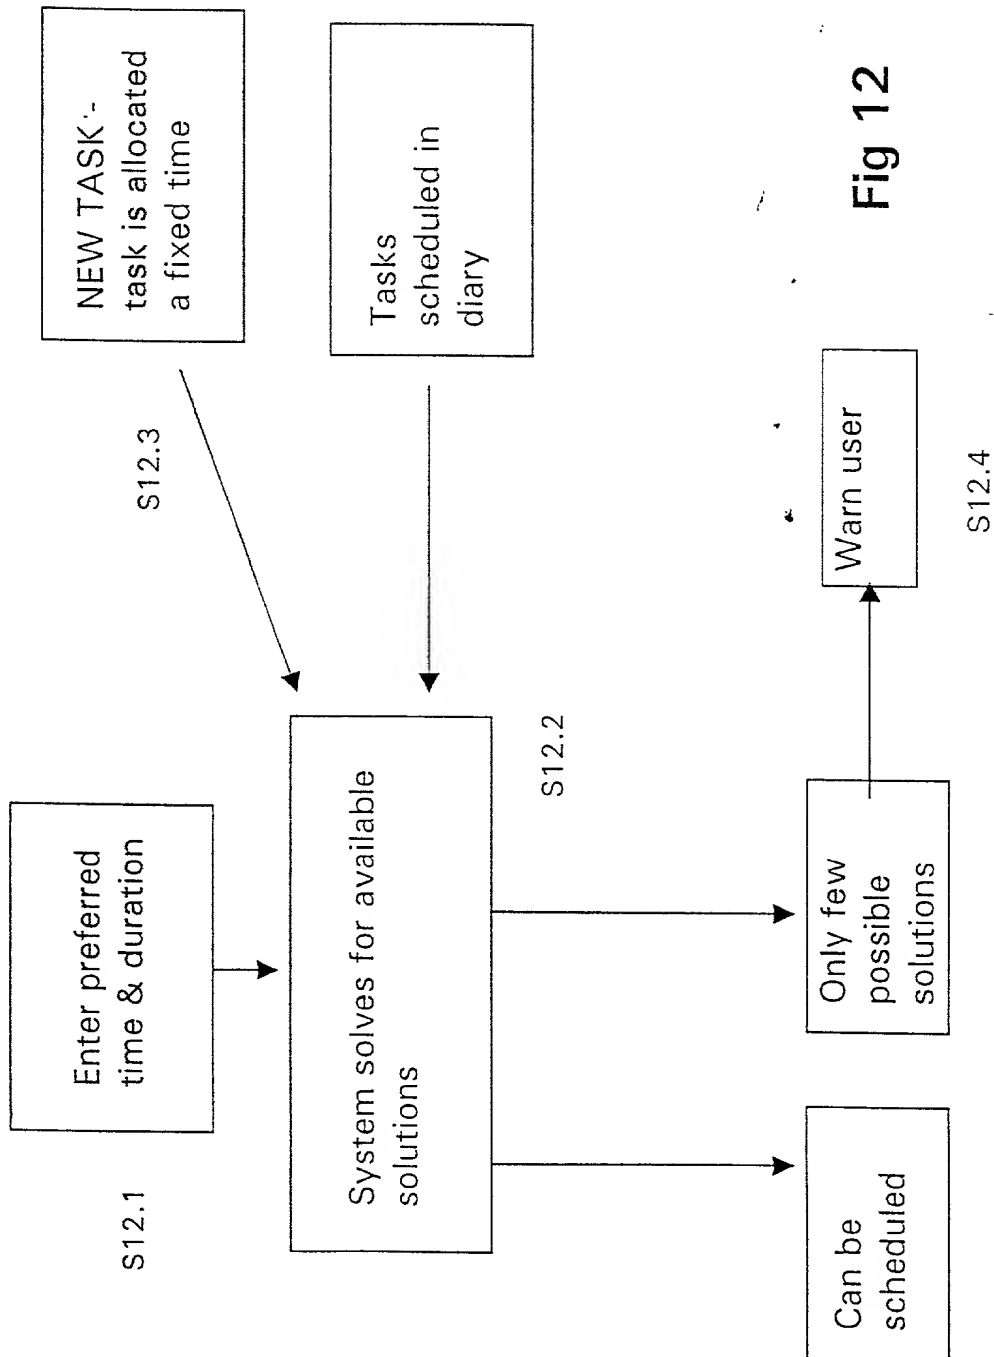 S12.1
Enter preferred
time & duration
S12.3
NEW TASK:-
task is allocated
a fixed time
System solves for available
solutions
S12.2
Tasks
scheduled in
diary
Can be
scheduled
Only few
possible
solutions
Warn user
S12.4
Fig 12